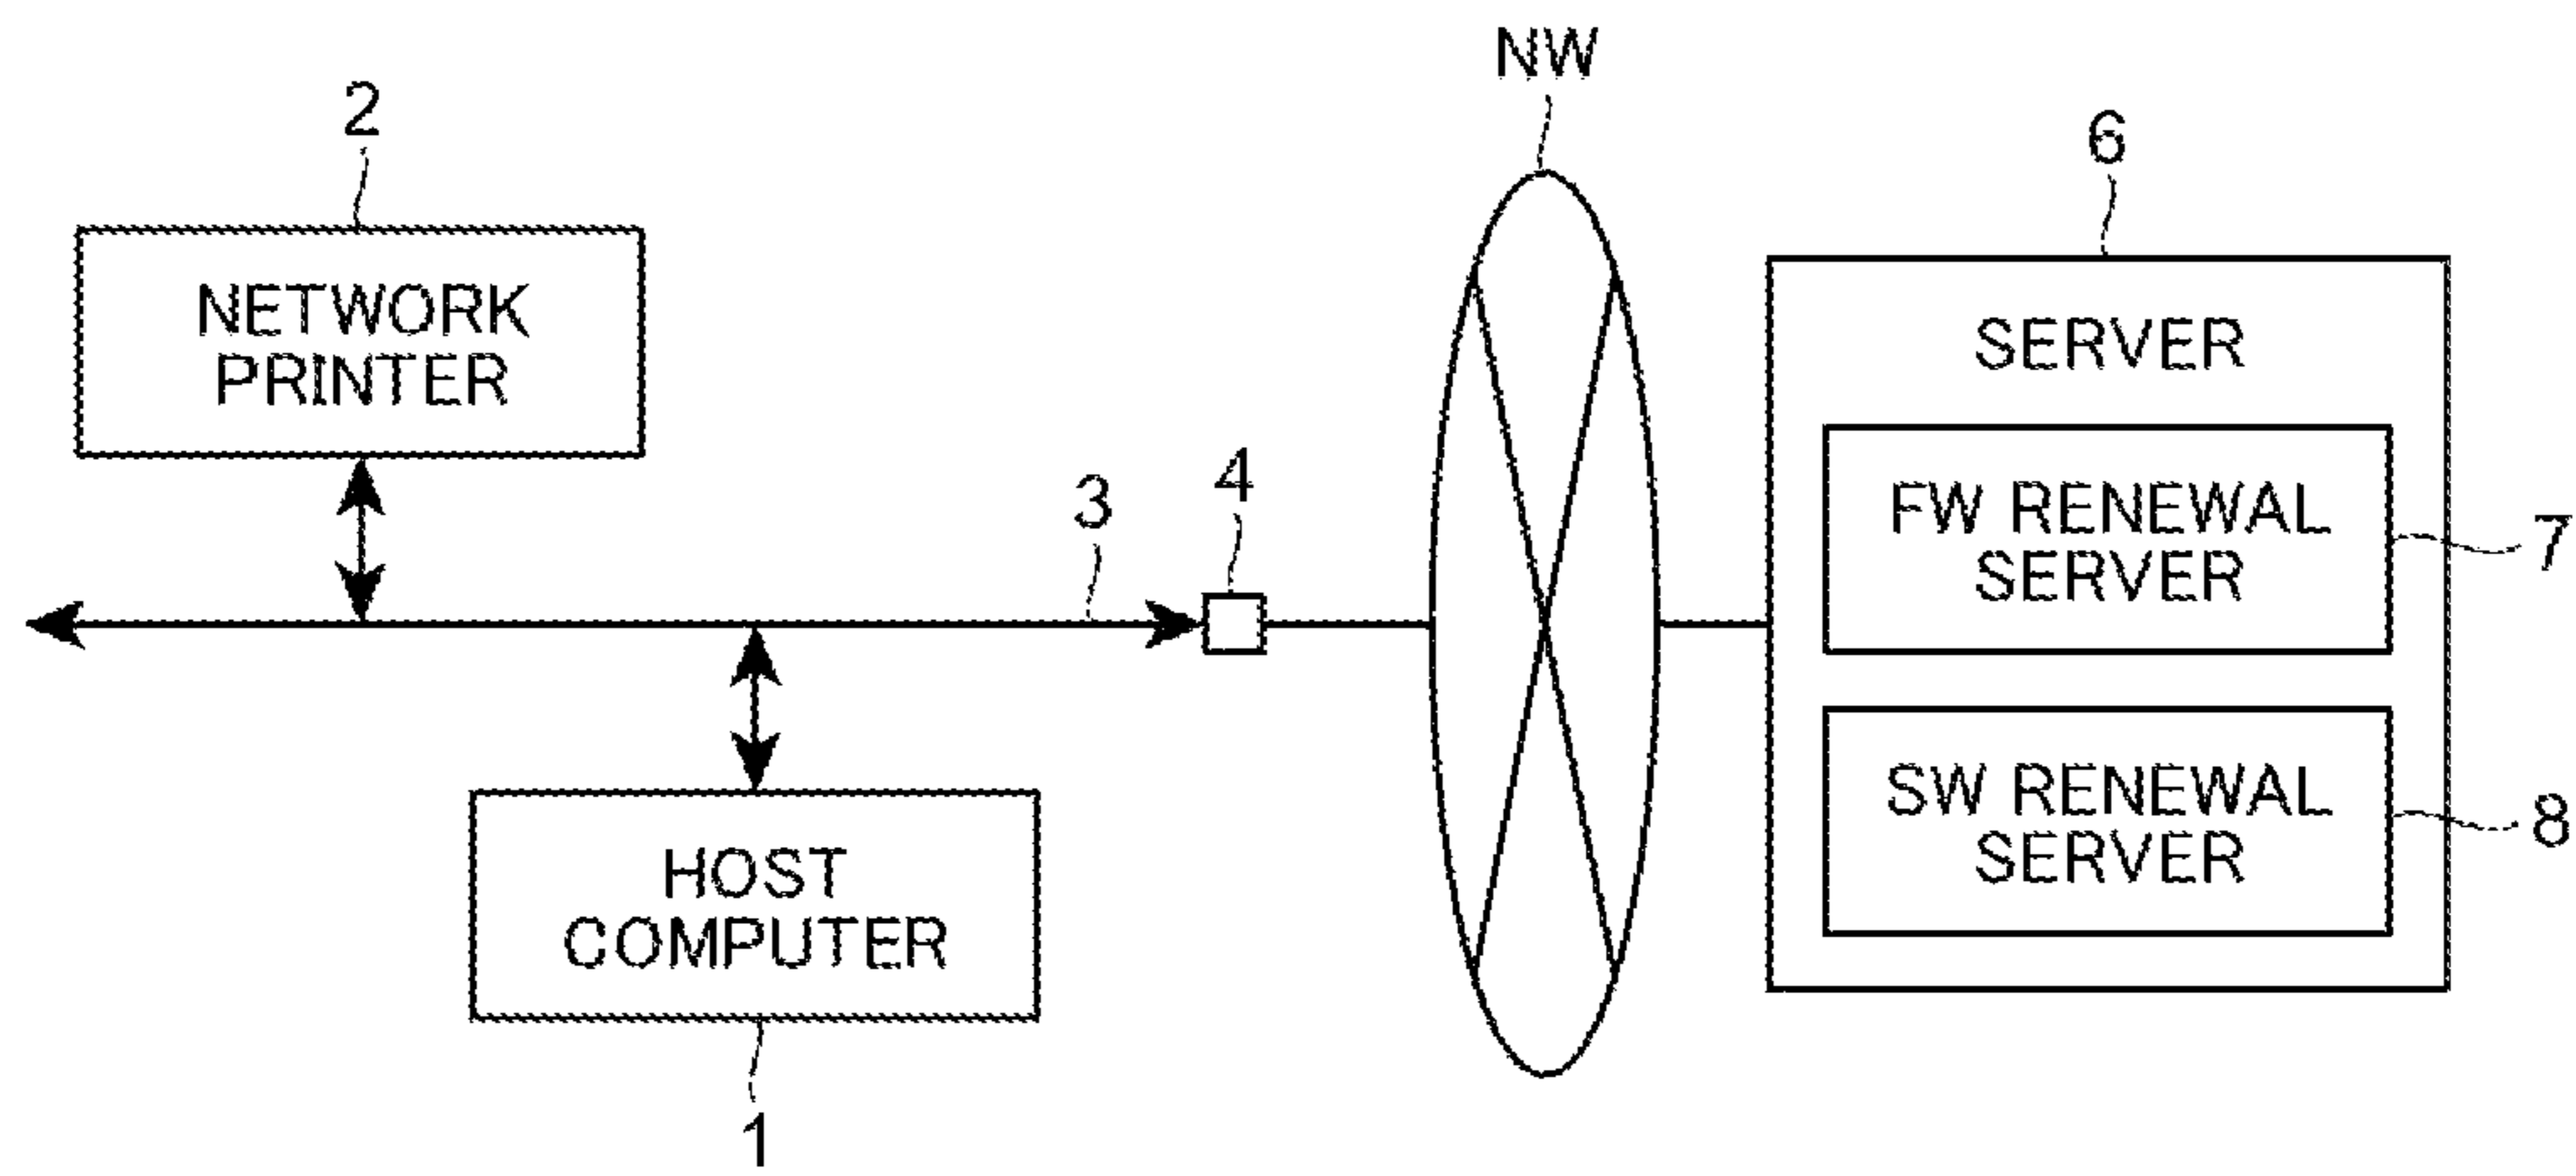 NW
2
6
NETWORK
PRINTER
SERVER
3
4
FW RENEWAL
SERVER
7
SW RENEWAL
SERVER
8
HOST
COMPUTER
1